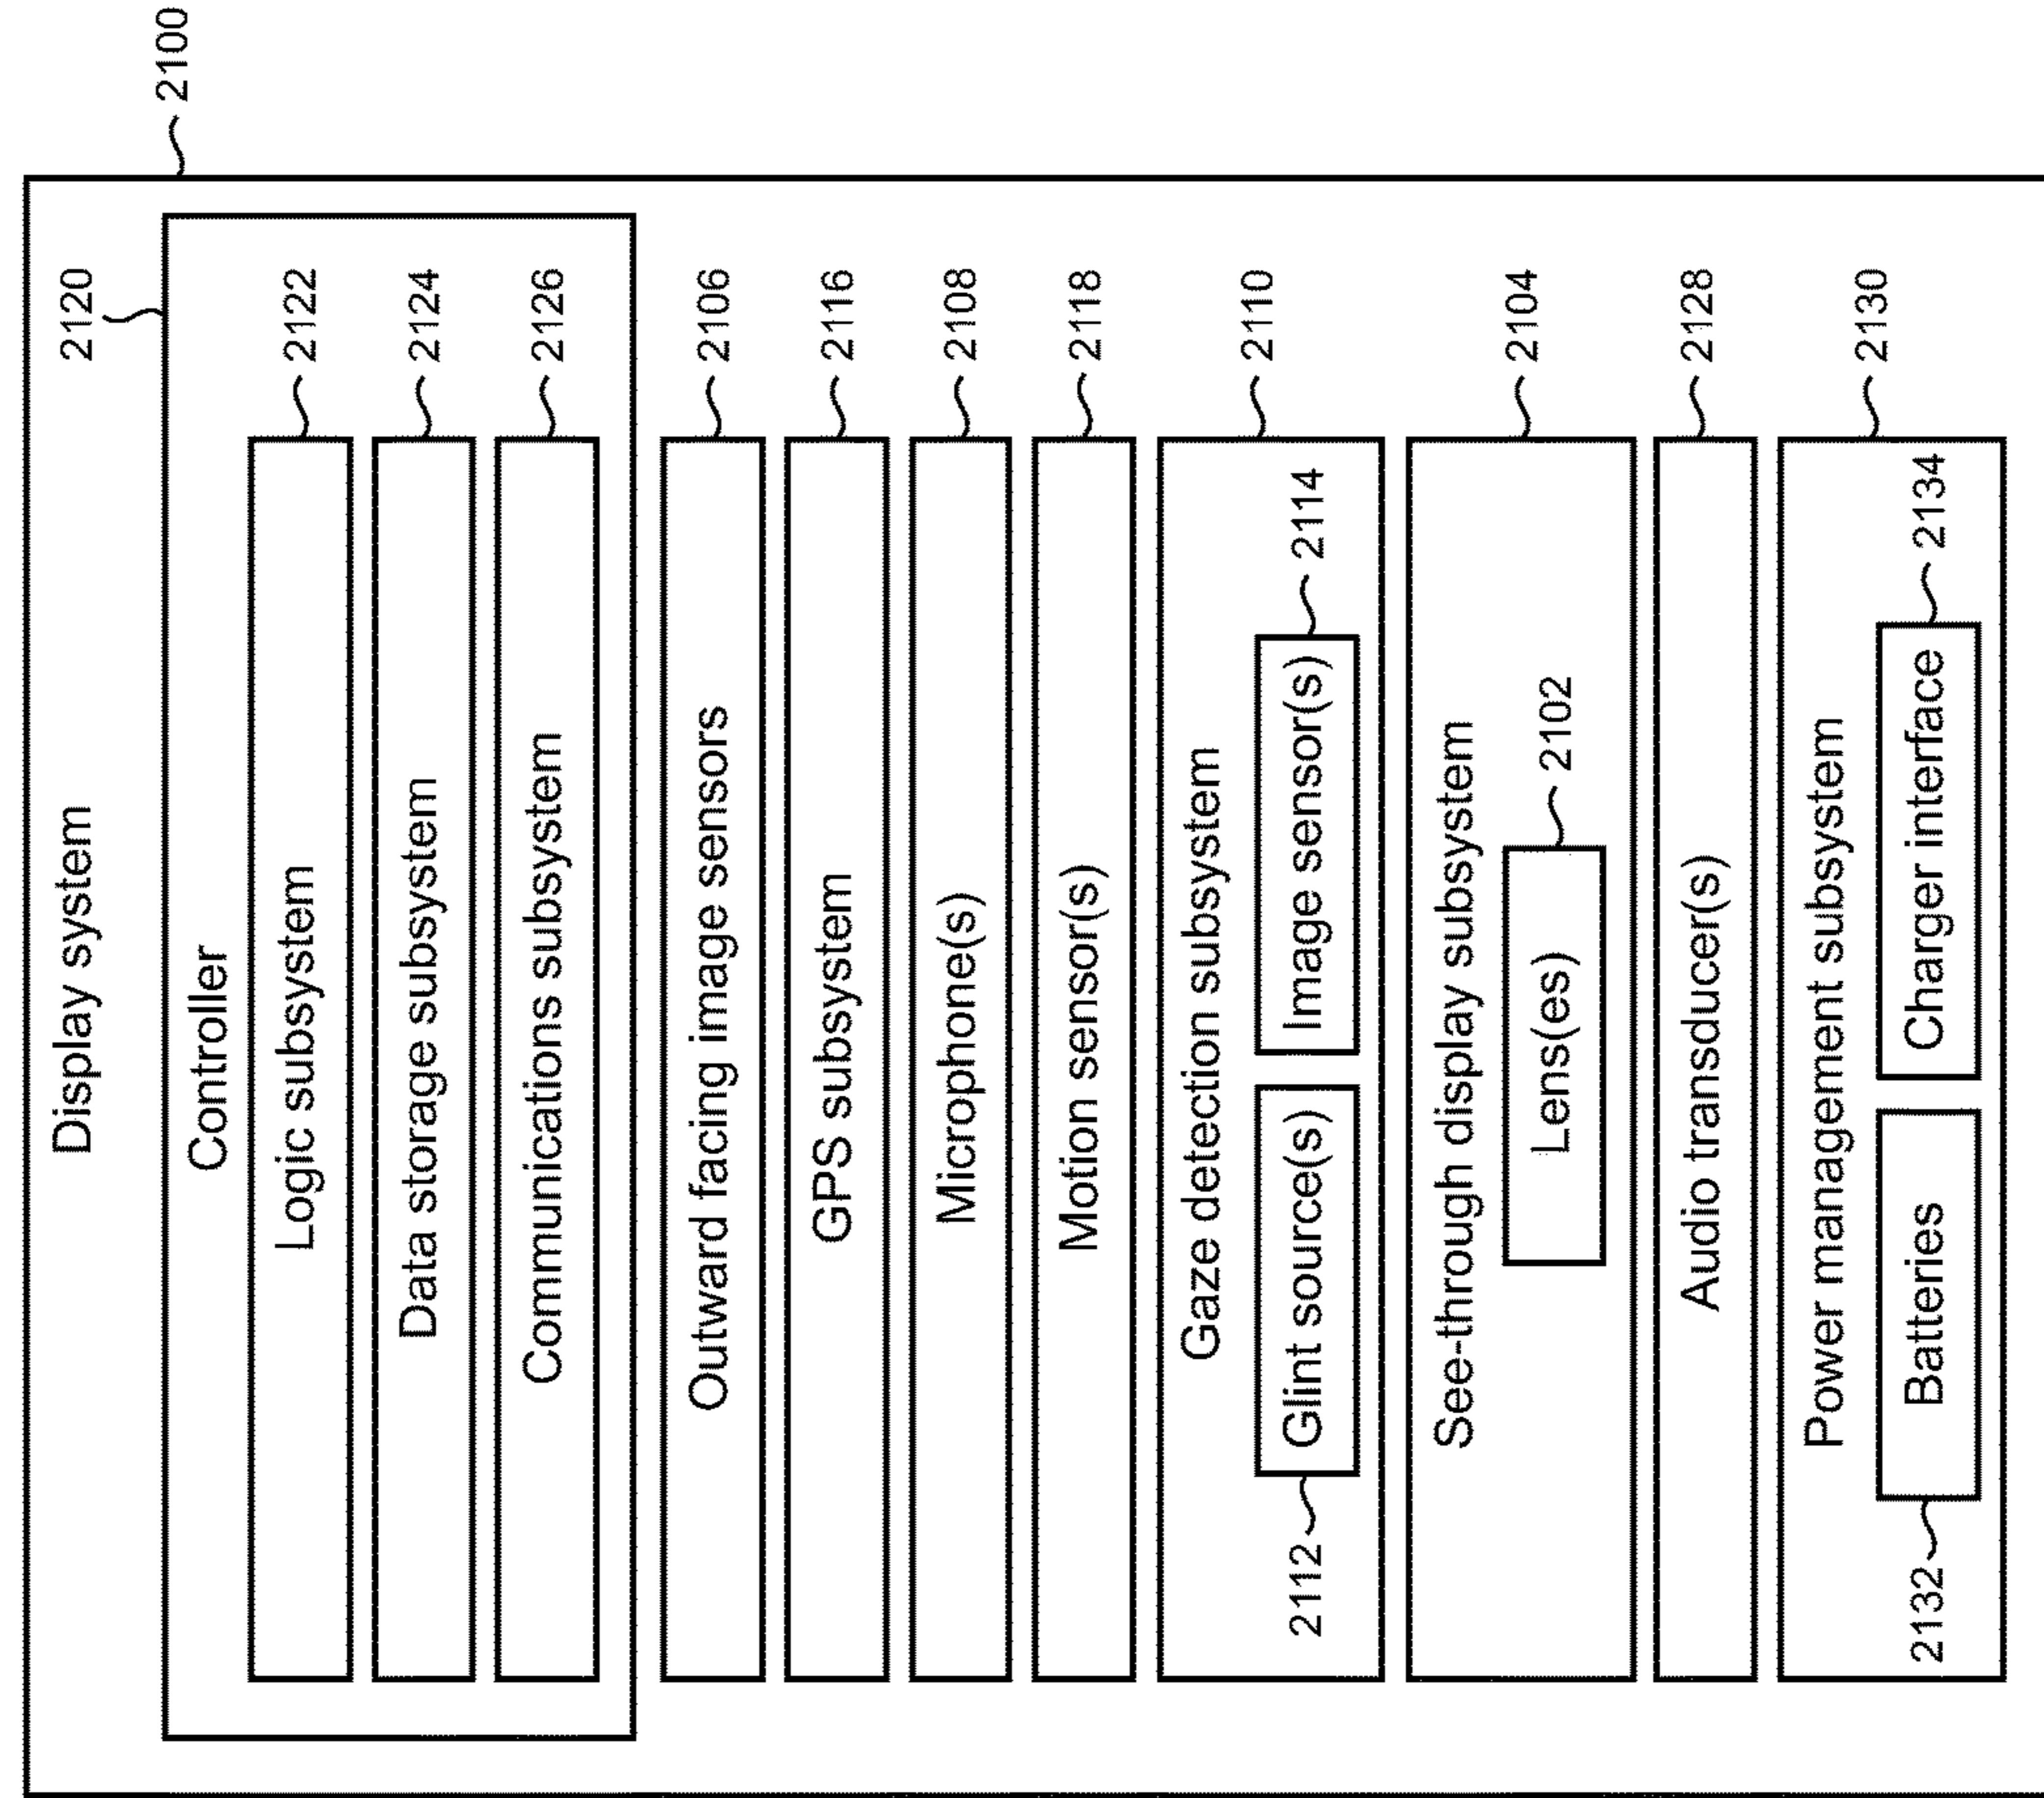 2100
Display system
2120
Controller
Logic subsystem
2122
Data storage subsystem
2124
Communications subsystem
2126
Outward facing image sensors
2106
GPS subsystem
2116
Microphone(s)
2108
Motion sensor(s)
2118
Gaze detection subsystem
2110
2112
Glint source(s)
Image sensor(s)
2114
See-through display subsystem
2104
Lens(es)
2102
Audio transducer(s)
2128
Power management subsystem
2130
2132
Batteries
Charger interface
2134